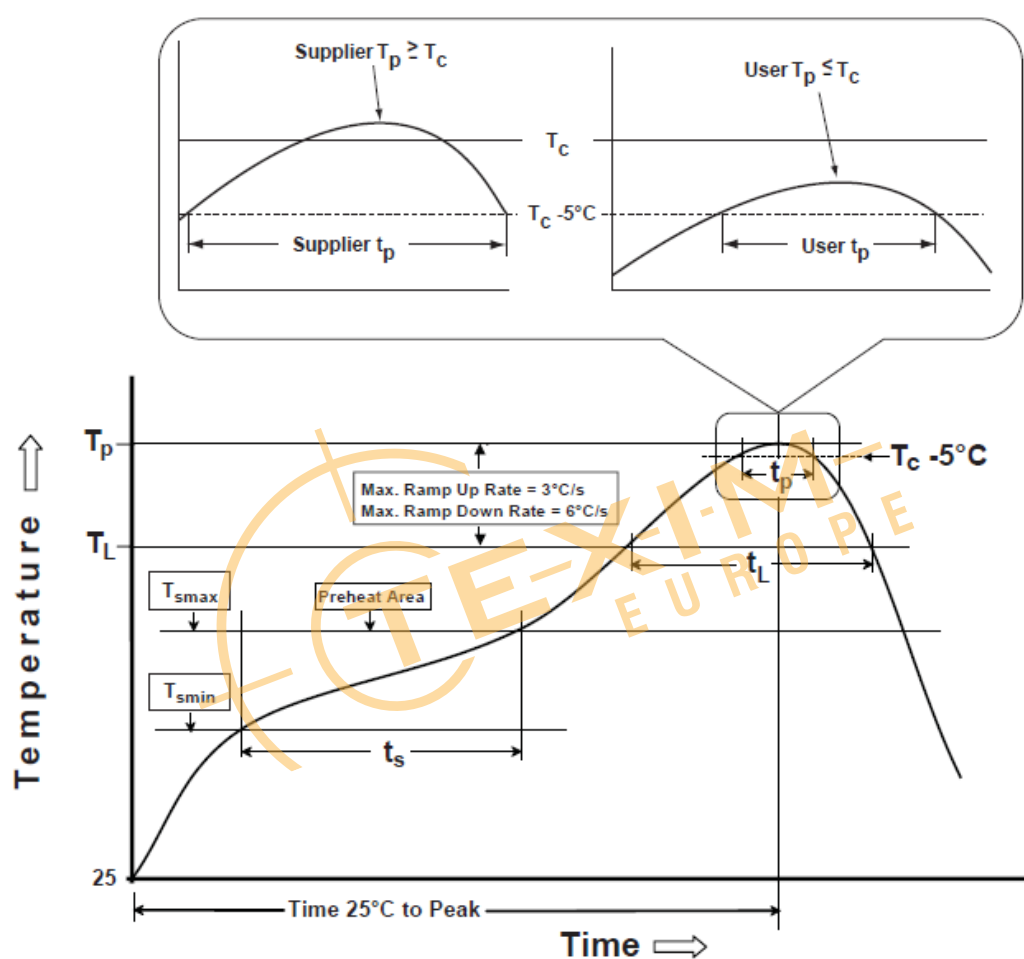 Supplier Tp ≥ Tc
User Tp ≤ Tc
Tc
Tc -5°C
Supplier tp
User tp
Tp
Tc -5°C
tp
Max. Ramp Up Rate = 3°C/s
Max. Ramp Down Rate = 6°C/s
TL
tL
TEXIM
EUROPE
Tsmax
Preheat Area
Tsmin
ts
Temperature
25
Time 25°C to Peak
Time